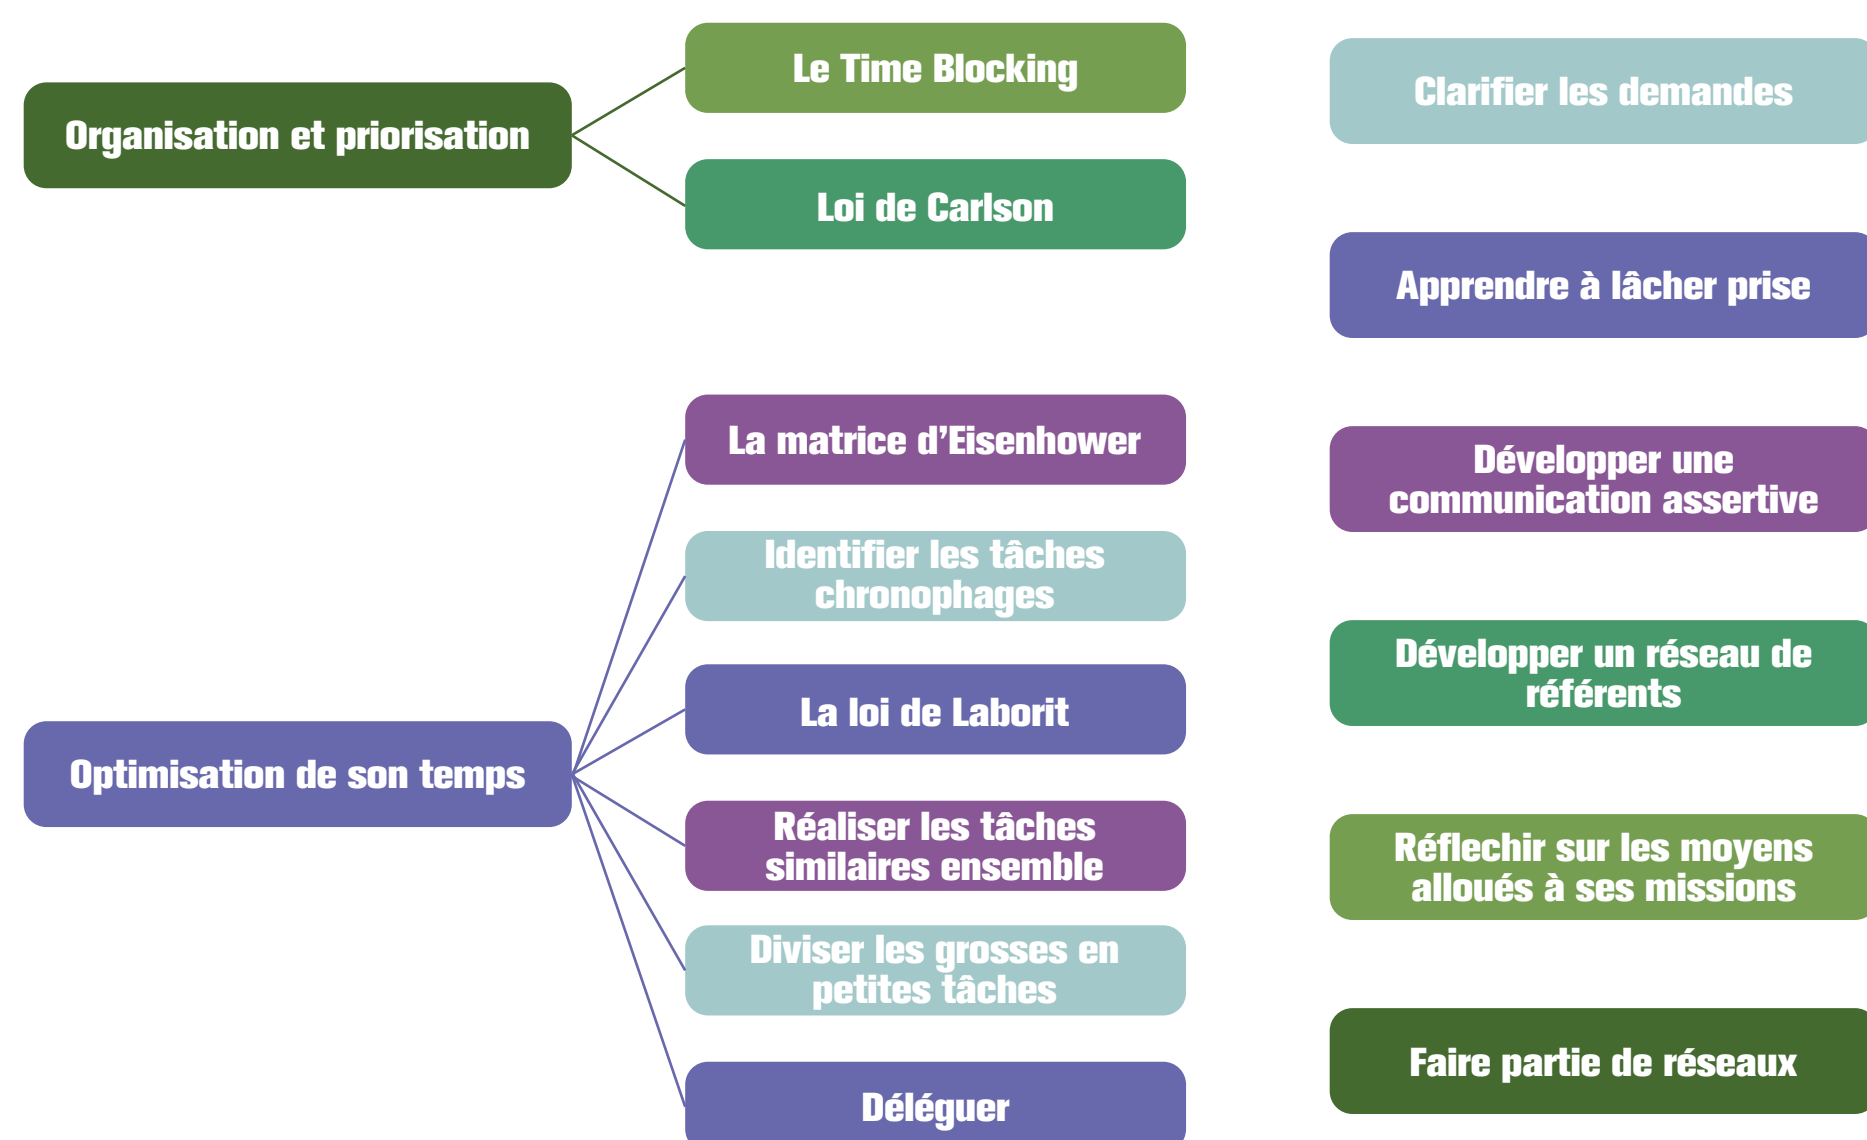 Organisation et priorisation
Le Time Blocking
Loi de Carlson
Optimisation de son temps
La matrice d’Eisenhower
Identifier les tâches
chronophages
La loi de Laborit
Réaliser les tâches
similaires ensemble
Diviser les grosses en
petites tâches
Déléguer
Clarifier les demandes
Apprendre à lâcher prise
Développer une
communication assertive
Développer un réseau de
référents
Réflechir sur les moyens
alloués à ses missions
Faire partie de réseaux